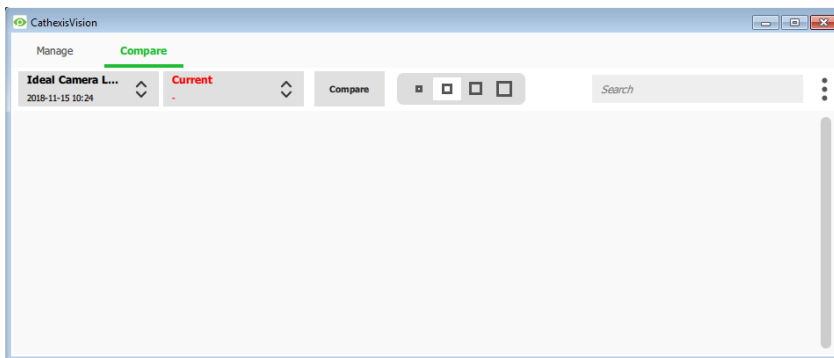 CathexisVision
Manage Compare
Ideal Camera L... Current Compare Search
2018-11-15 10:24 -